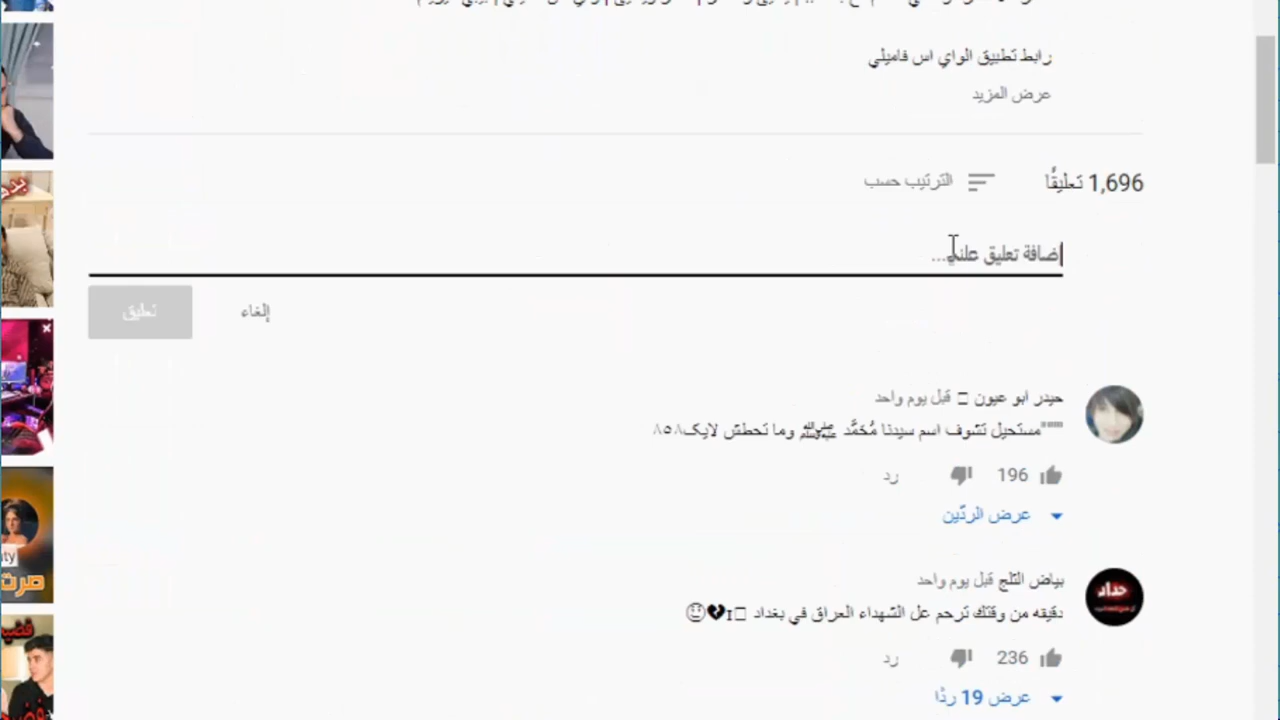 رابط تطبيق الواي اس فاميلي
عرض المزيد
1,696 تعليقًا
الترتيب حسب
إضافة تعليق علني...
إلغاء
تعليق
حيدر ابو عيون قبل يوم واحد
""""مستحيل تشوف اسم سيدنا مُحَمَّد ﷺ وما تحطش لايك٨٥٨
196
رد
عرض الردّين
بياض الثلج قبل يوم واحد
دقيقه من وقتك ترحم عل الشهداء العراق في بغداد
236
رد
عرض 19 ردًا
حداد
صرت